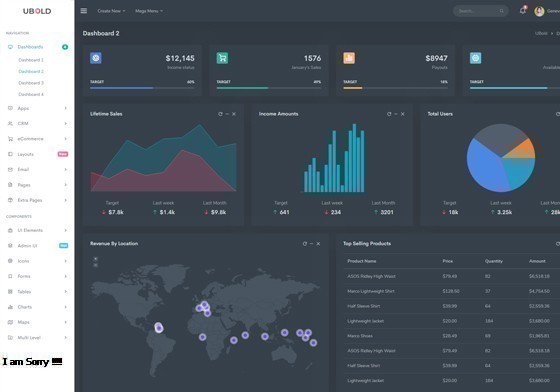 UBOLD
Create New
Mega Menu
Search...
NAVIGATION
Dashboards
Dashboard 1
Dashboard 2
Dashboard 3
Dashboard 4
Apps
CRM
eCommerce
Layouts
Email
Pages
Extra Pages
COMPONENTS
UI Elements
Admin UI
Icons
Forms
Tables
Charts
Maps
Multi Level
I am Sorry !!!!
Dashboard 2
UBold
$12,145
Income status
TARGET
1576
January's Sales
TARGET
49%
$8947
Payouts
TARGET
18%
TARGET
Lifetime Sales
Target
Last week
Last Month
$7.8k
$1.4k
$9.8k
Income Amounts
Target
Last week
Last Month
641
234
3201
Total Users
Target
Last week
18k
3.25k
28k
Revenue By Location
Top Selling Products
Product Name
Price
Quantity
Amount
ASOS Ridley High Waist
$79.49
82
$6,518.18
Marco Lightweight Shirt
$128.50
37
$4,754.50
Half Sleeve Shirt
$39.99
64
$2,559.36
Lightweight Jacket
$20.00
184
$3,680.00
Marco Shoes
$28.49
69
$1,965.81
ASOS Ridley High Waist
$79.49
82
$6,518.18
Half Sleeve Shirt
$39.99
64
$2,559.36
Lightweight Jacket
$20.00
184
$3,680.00